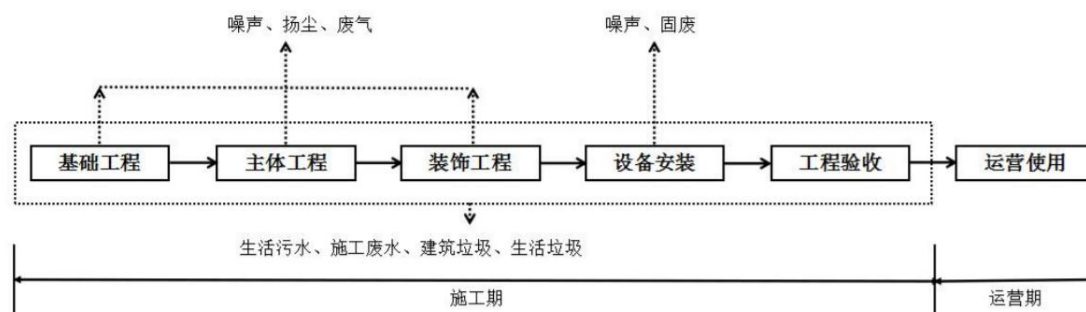 噪声、扬尘、废气
噪声、固废
基础工程
主体工程
装饰工程
设备安装
工程验收
运营使用
生活污水、施工废水、建筑垃圾、生活垃圾
施工期
运营期